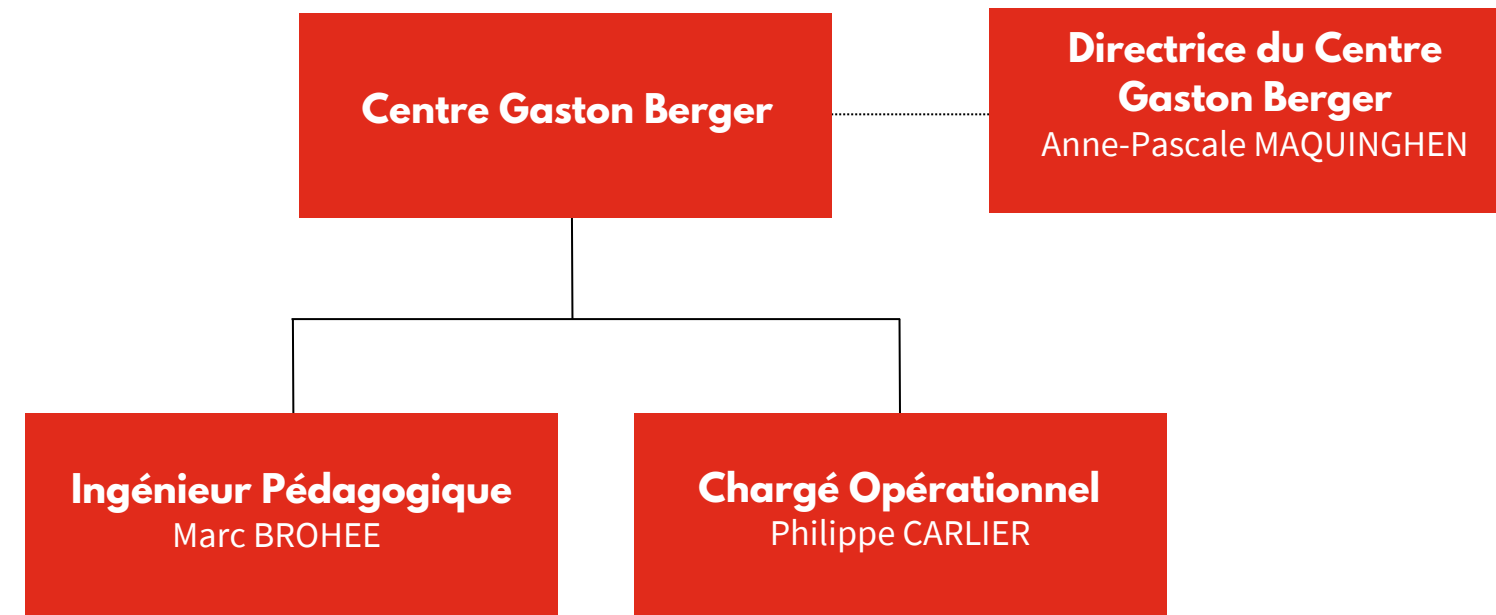 Centre Gaston Berger
Directrice du Centre
Gaston Berger
Anne-Pascale MAQUINGHEN
Ingénieur Pédagogique
Marc BROHEE
Chargé Opérationnel
Philippe CARLIER